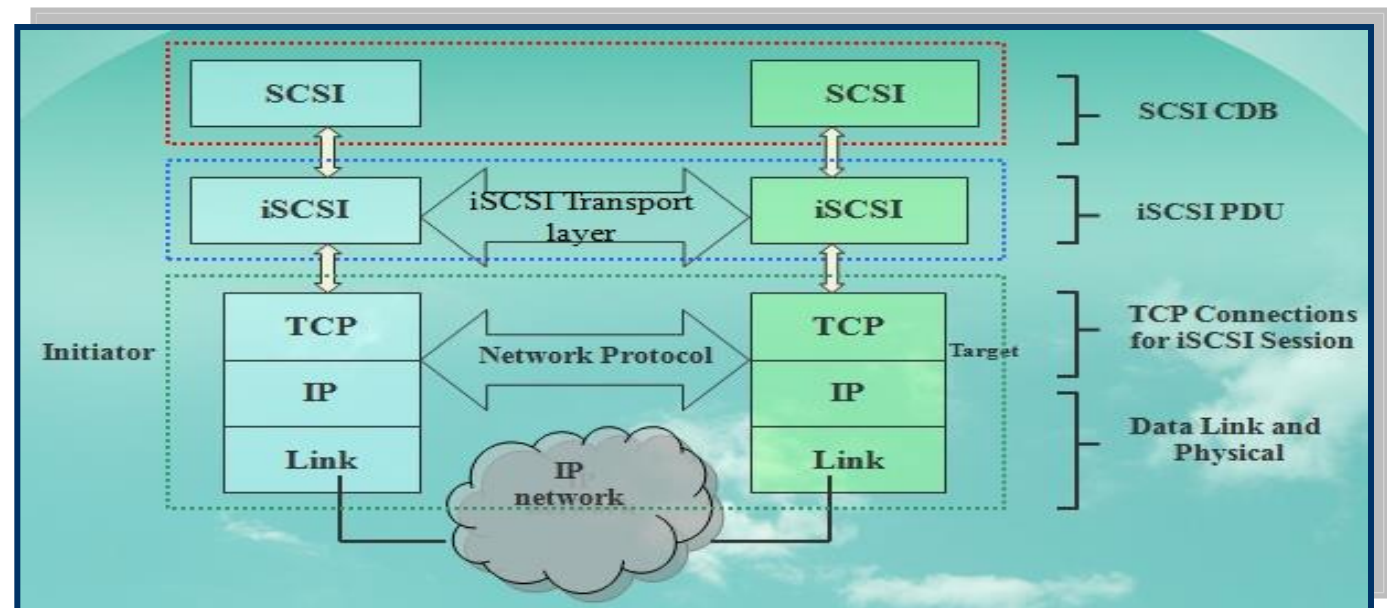 SCSI
SCSI
SCSI CDB
iSCSI
iSCSI Transport
layer
iSCSI
iSCSI PDU
Initiator
TCP
Network Protocol
TCP
Target
TCP Connections
for iSCSI Session
IP
IP
Link
IP
network
Link
Data Link and
Physical